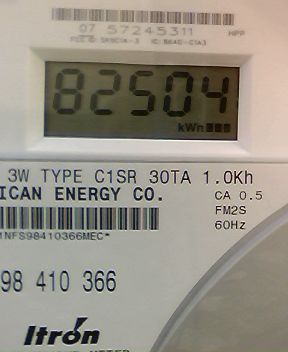 07 57245311
HPP
82504
kWh
3W TYPE C1SR 30TA 1.0Kh
ICAN ENERGY CO.
CA 0.5
FM2S
60Hz
1NFS98410366MEC*
98 410 366
Itron